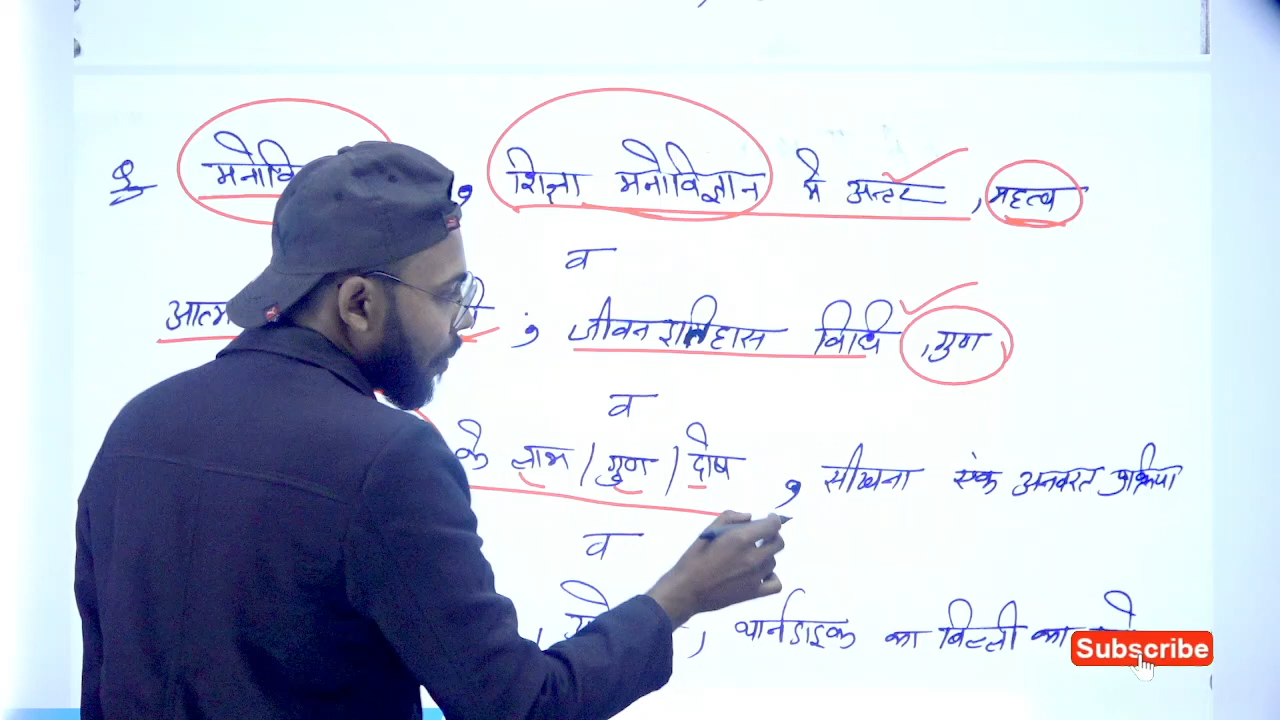 मनोवि , शिक्षा मनोविज्ञान में अन्तर , महत्व
व
आत्म ; जीवन इतिहास विधि , गुण
व
के लाभ / गुण / दोष , सीखना एक अनवरत प्रक्रिया
व
, थार्नडाइक का बिल्ली का
Subscribe